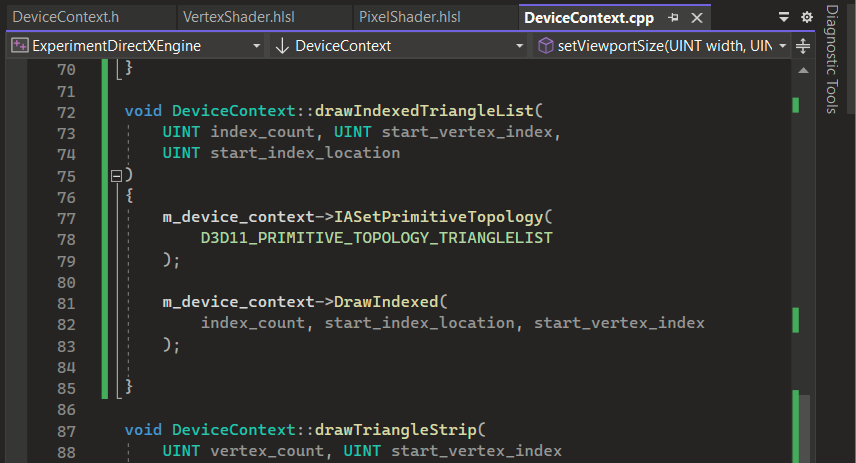 DeviceContext.h VertexShader.hlsl PixelShader.hlsl DeviceContext.cpp
ExperimentDirectXEngine DeviceContext setViewportSize(UINT width, UIN
Diagnostic Tools
70 }
71
72 void DeviceContext::drawIndexedTriangleList(
73 UINT index_count, UINT start_vertex_index,
74 UINT start_index_location
75 )
76 {
77 m_device_context->IASetPrimitiveTopology(
78 D3D11_PRIMITIVE_TOPOLOGY_TRIANGLELIST
79 );
80
81 m_device_context->DrawIndexed(
82 index_count, start_index_location, start_vertex_index
83 );
84
85 }
86
87 void DeviceContext::drawTriangleStrip(
88 UINT vertex_count, UINT start_vertex_index